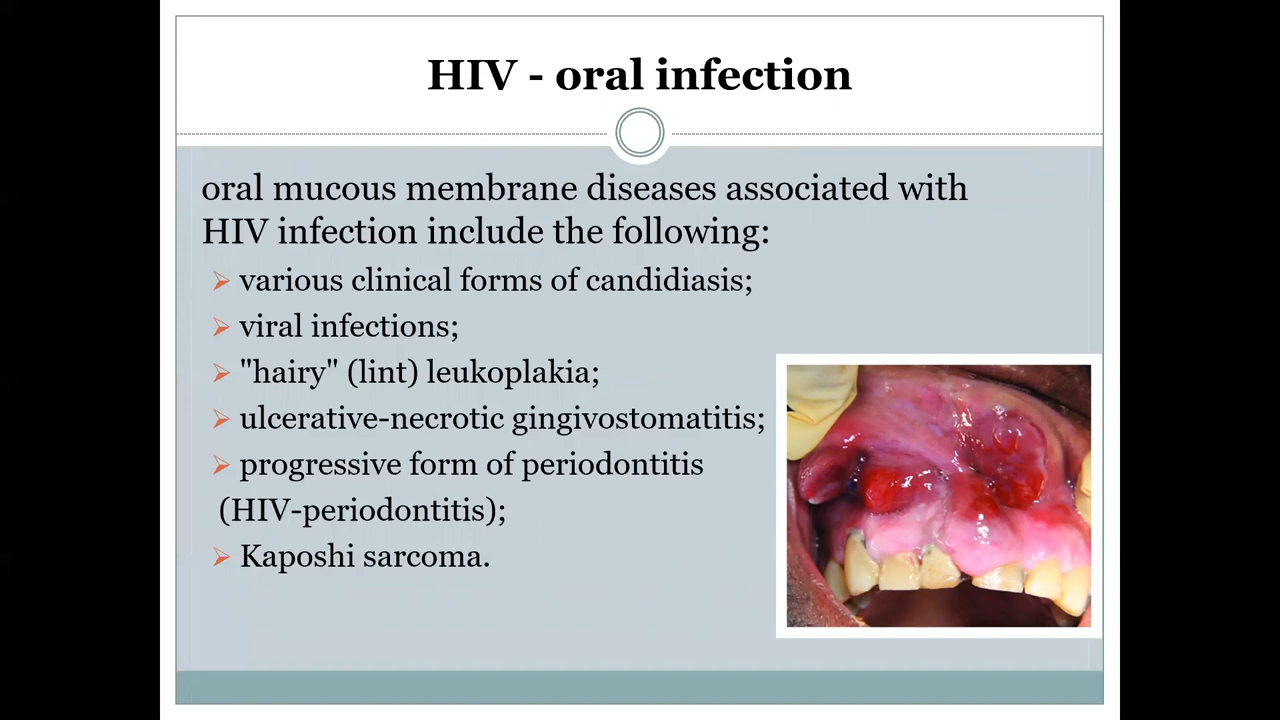 HIV - oral infection
oral mucous membrane diseases associated with
HIV infection include the following:
various clinical forms of candidiasis;
viral infections;
"hairy" (lint) leukoplakia;
ulcerative-necrotic gingivostomatitis;
progressive form of periodontitis
(HIV-periodontitis);
Kaposhi sarcoma.